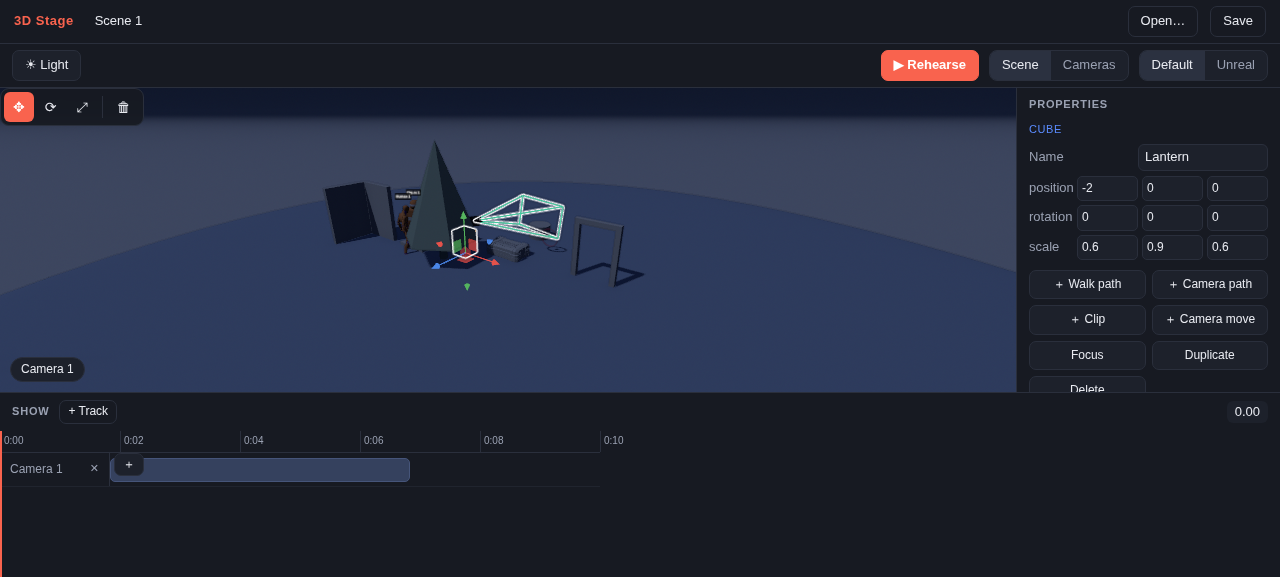 3D Stage Scene 1 Open… Save
☀ Light ▶ Rehearse Scene Cameras Default Unreal
PROPERTIES
CUBE
Name Lantern
position -2 0 0
rotation 0 0 0
scale 0.6 0.9 0.6
+ Walk path + Camera path
+ Clip + Camera move
Focus Duplicate
Delete
Camera 1
SHOW + Track 0.00
0:00 0:02 0:04 0:06 0:08 0:10
Camera 1 × +